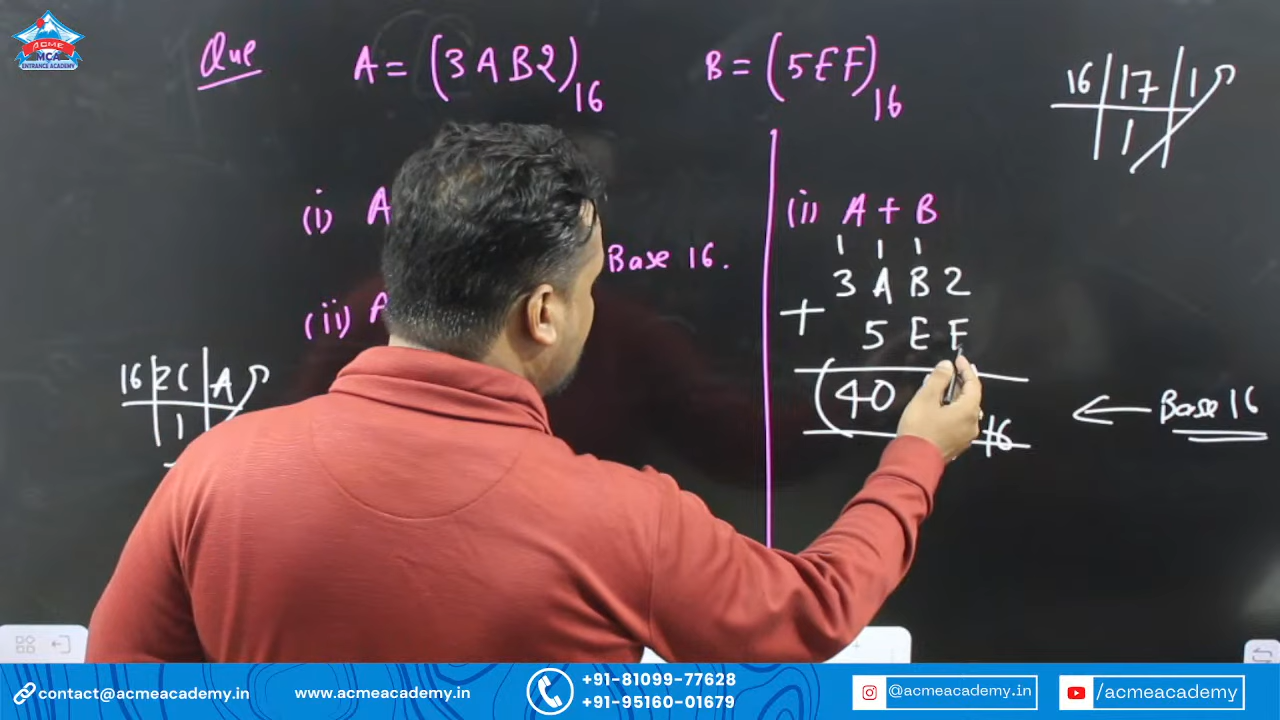 ACME
MCA
ENTRANCE ACADEMY
Que A = (3AB2)16 B = (5EF)16
16 17 1
1
(i) A
Base 16.
(ii) A
(i) A + B
1 1 1
3 A B 2
+ 5 E F
(40
16
← Base 16
16 26 A
1
contact@acmeacademy.in
www.acmeacademy.in
+91-81099-77628
+91-95160-01679
@acmeacademy.in
/acmeacademy